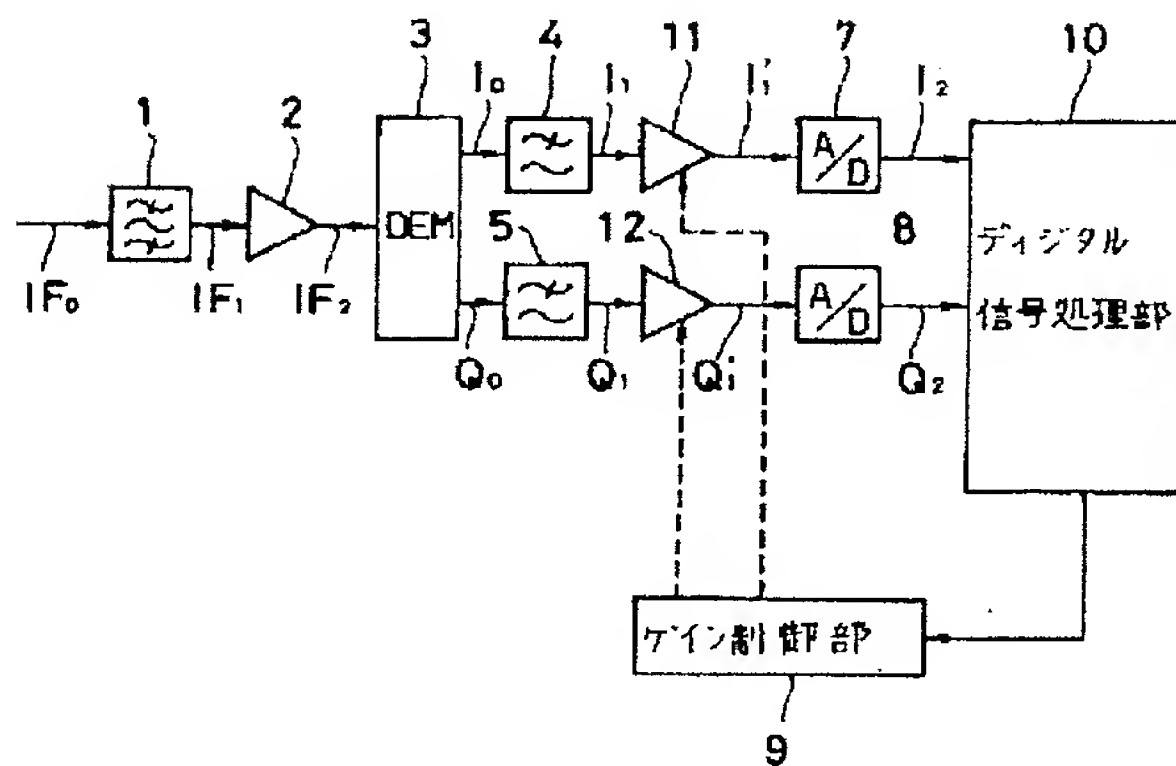 3
4
11
7
10
I₀
I₁
I₁'
I₂
1
2
A/D
DEM
5
12
8
ディジタル
信号処理部
IF₀
IF₁
IF₂
A/D
Q₀
Q₁
Q₁'
Q₂
ゲイン制御部
9